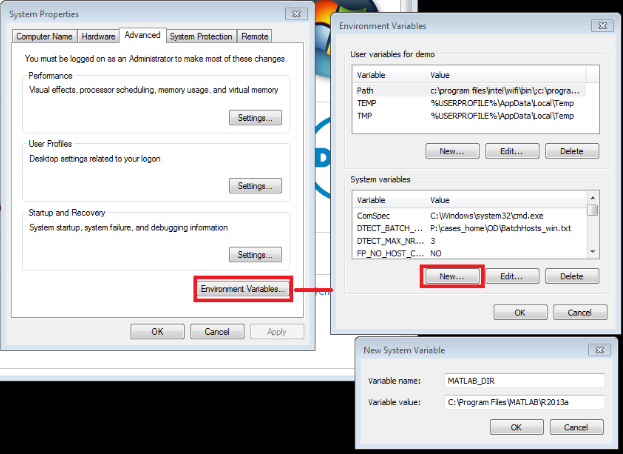 System Properties
Computer Name Hardware Advanced System Protection Remote
You must be logged on as an Administrator to make most of these changes.
Performance
Visual effects, processor scheduling, memory usage, and virtual memory
Settings...
User Profiles
Desktop settings related to your logon
Settings...
Startup and Recovery
System startup, system failure, and debugging information
Settings...
Environment Variables...
OK Cancel Apply
Environment Variables
User variables for demo
Variable Value
Path c:\program files\intel\wifi\bin\;c:\progra...
TEMP %USERPROFILE%\AppData\Local\Temp
TMP %USERPROFILE%\AppData\Local\Temp
New... Edit... Delete
System variables
Variable Value
ComSpec C:\Windows\system32\cmd.exe
DTECT_BATCH_... P:\cases_home\OD\BatchHosts_win.txt
DTECT_MAX_NR... 3
FP_NO_HOST_C... NO
New... Edit... Delete
OK Cancel
New System Variable
Variable name: MATLAB_DIR
Variable value: C:\Program Files\MATLAB\R2013a
OK Cancel